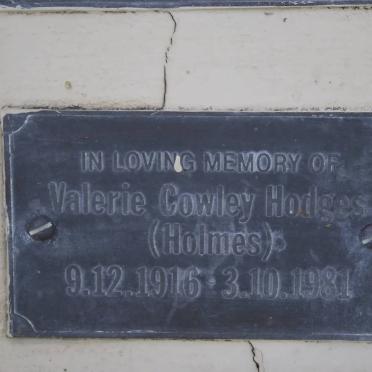 IN LOVING MEMORY OF
Valerie Cowley Hodges
(Holmes)
9.12.1916 - 3.10.1981